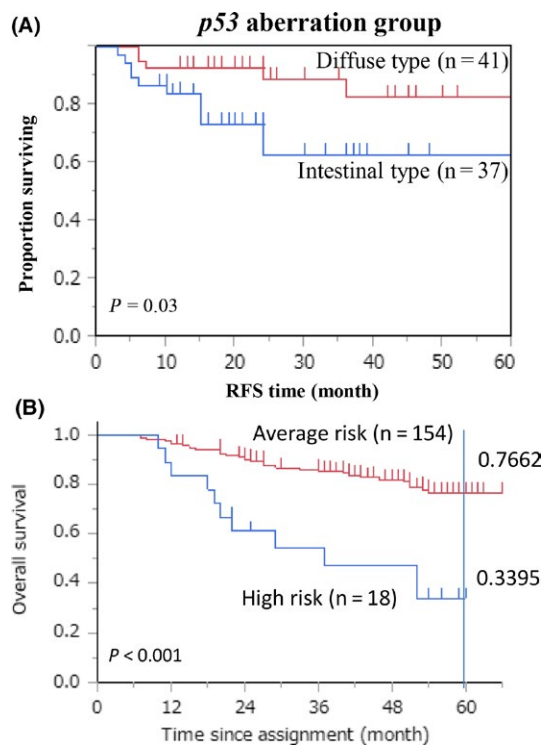 (A)
p53 aberration group
Diffuse type (n = 41)
Intestinal type (n = 37)
P = 0.03
Proportion surviving
1.0
0.8
0.6
0.4
0.2
0.0
0 10 20 30 40 50 60
RFS time (month)
(B)
Average risk (n = 154)
0.7662
0.3395
High risk (n = 18)
P < 0.001
Overall survival
1.0
0.8
0.6
0.4
0.2
0.0
0 12 24 36 48 60
Time since assignment (month)